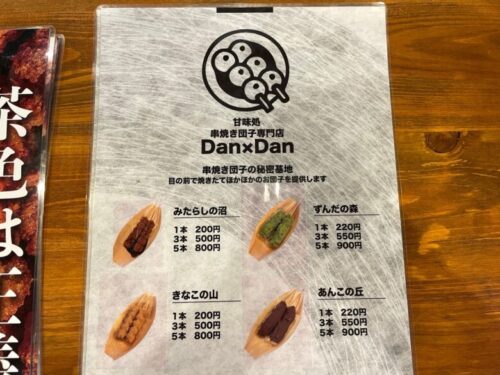 甘味処
串焼き団子専門店
Dan×Dan
串焼き団子の秘密基地
目の前で焼きたてほかほかのお団子を提供します
みたらしの沼
1本 200円
3本 500円
5本 800円
ずんだの森
1本 220円
3本 550円
5本 900円
きなこの山
1本 200円
3本 500円
5本 800円
あんこの丘
1本 220円
3本 550円
5本 900円
茶色は正義